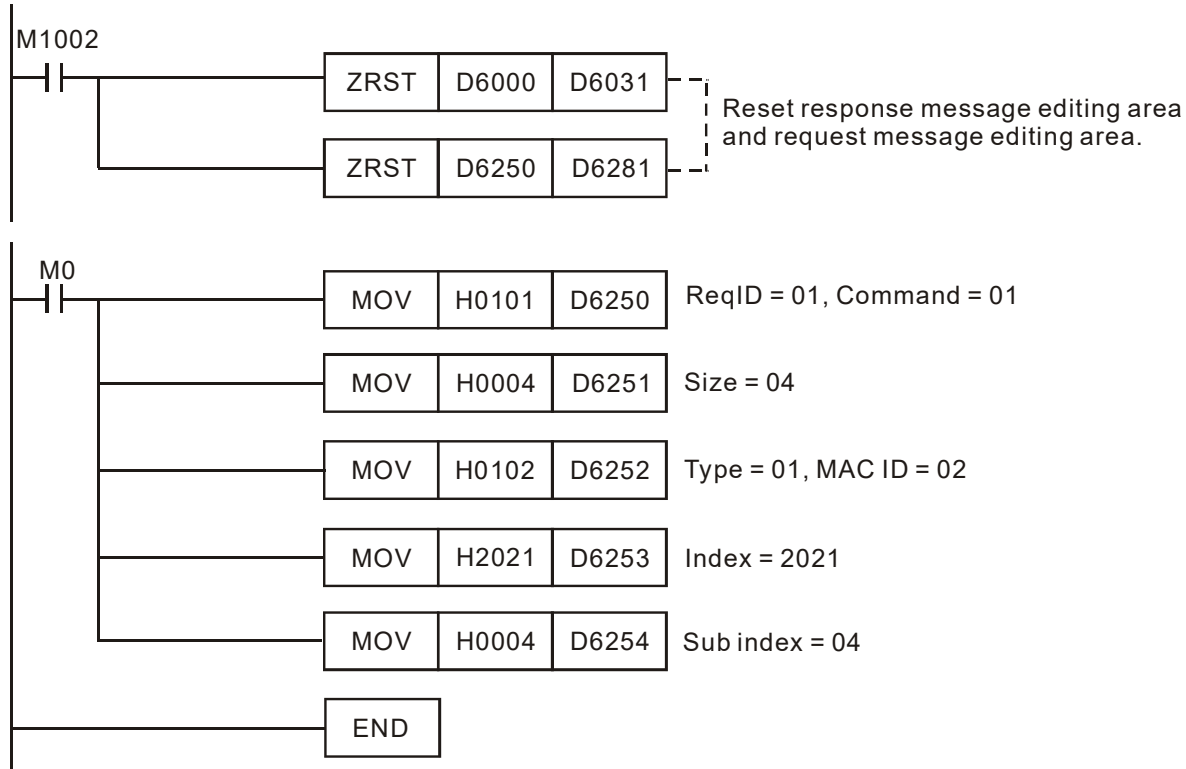 M1002
ZRST D6000 D6031
Reset response message editing area
and request message editing area.
ZRST D6250 D6281
M0
MOV H0101 D6250 ReqID = 01, Command = 01
MOV H0004 D6251 Size = 04
MOV H0102 D6252 Type = 01, MAC ID = 02
MOV H2021 D6253 Index = 2021
MOV H0004 D6254 Sub index = 04
END